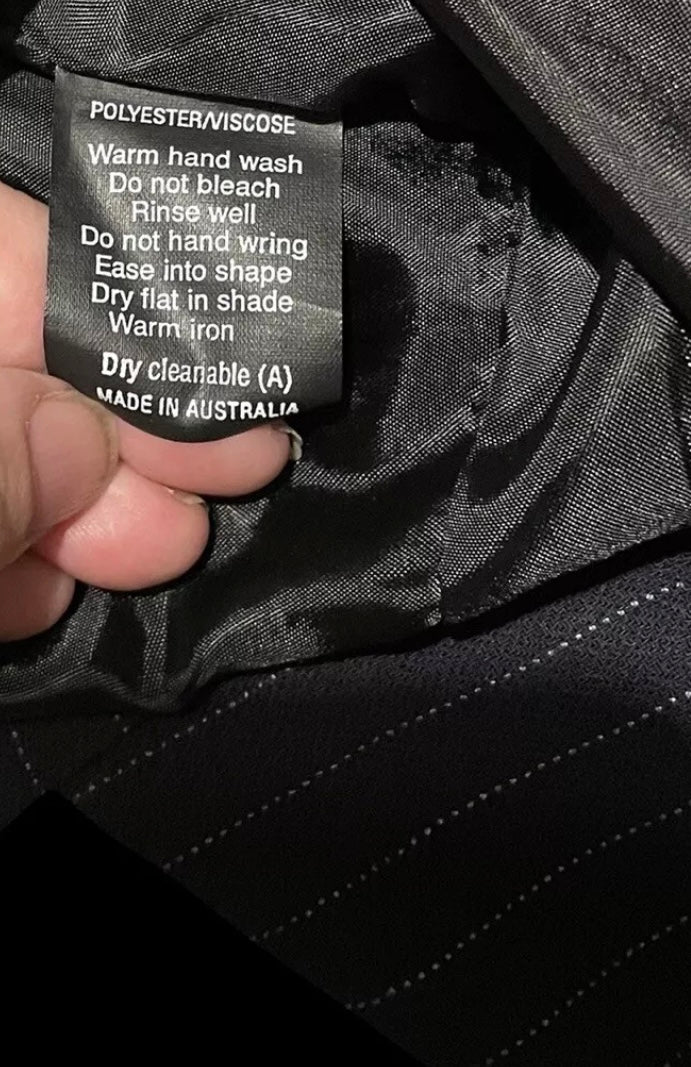 POLYESTER/VISCOSE
Warm hand wash
Do not bleach
Rinse well
Do not hand wring
Ease into shape
Dry flat in shade
Warm iron
Dry cleanable (A)
MADE IN AUSTRALIA